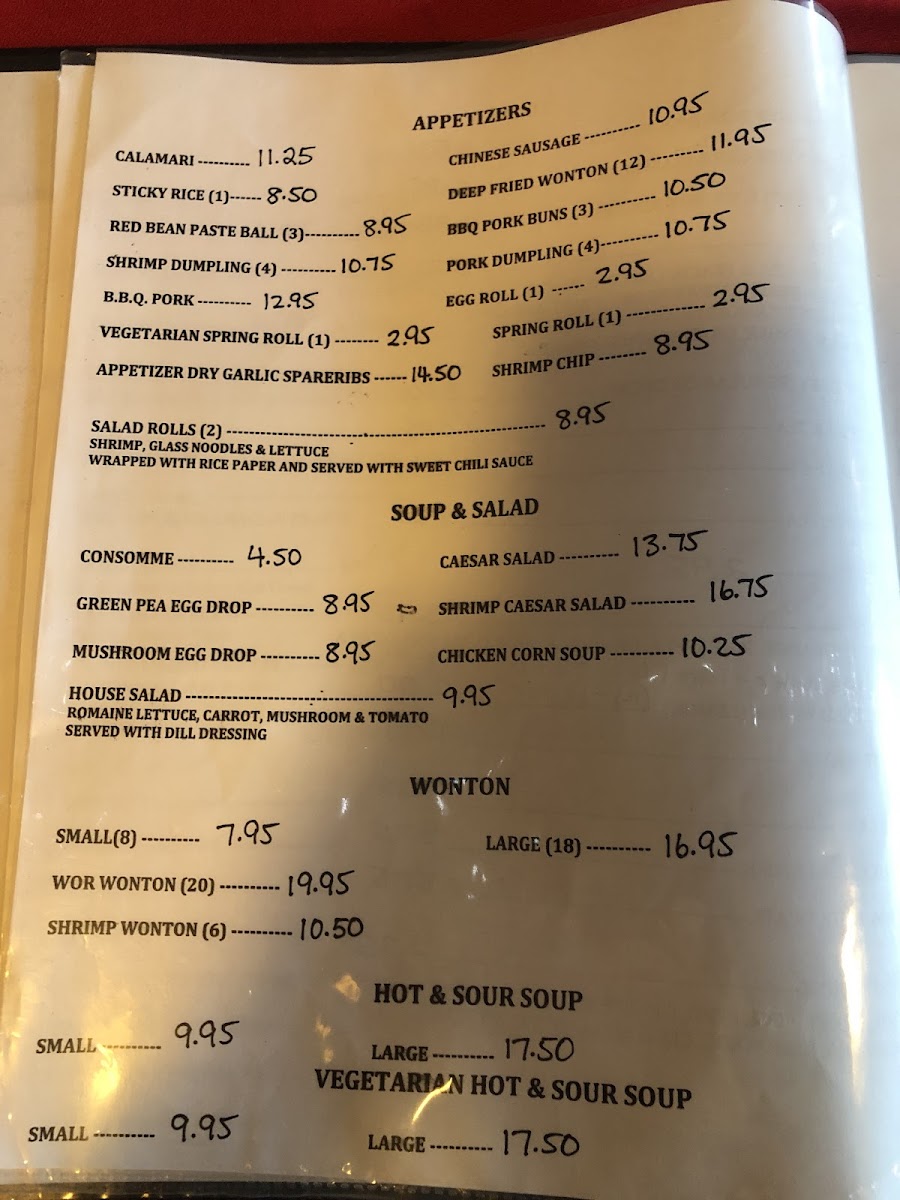 APPETIZERS
CALAMARI ---------- 11.25
CHINESE SAUSAGE ---------- 10.95
STICKY RICE (1)------ 8.50
DEEP FRIED WONTON (12) --------- 11.95
RED BEAN PASTE BALL (3)---------- 8.95
BBQ PORK BUNS (3) ---------- 10.50
SHRIMP DUMPLING (4) ---------- 10.75
PORK DUMPLING (4)---------- 10.75
B.B.Q. PORK ---------- 12.95
EGG ROLL (1) ------ 2.95
VEGETARIAN SPRING ROLL (1) -------- 2.95
SPRING ROLL (1) ------------- 2.95
APPETIZER DRY GARLIC SPARERIBS ------ 14.50
SHRIMP CHIP -------- 8.95
SALAD ROLLS (2) ------------------------------------------------------- 8.95
SHRIMP, GLASS NOODLES & LETTUCE
WRAPPED WITH RICE PAPER AND SERVED WITH SWEET CHILI SAUCE
SOUP & SALAD
CONSOMME ---------- 4.50
CAESAR SALAD ---------- 13.75
GREEN PEA EGG DROP ---------- 8.95
SHRIMP CAESAR SALAD ----------- 16.75
MUSHROOM EGG DROP ---------- 8.95
CHICKEN CORN SOUP ----------- 10.25
HOUSE SALAD ------------------------------------------ 9.95
ROMAINE LETTUCE, CARROT, MUSHROOM & TOMATO
SERVED WITH DILL DRESSING
WONTON
SMALL(8) ---------- 7.95
LARGE (18) ----------- 16.95
WOR WONTON (20) ---------- 19.95
SHRIMP WONTON (6) ---------- 10.50
HOT & SOUR SOUP
SMALL ---------- 9.95
LARGE ---------- 17.50
VEGETARIAN HOT & SOUR SOUP
SMALL ---------- 9.95
LARGE ---------- 17.50